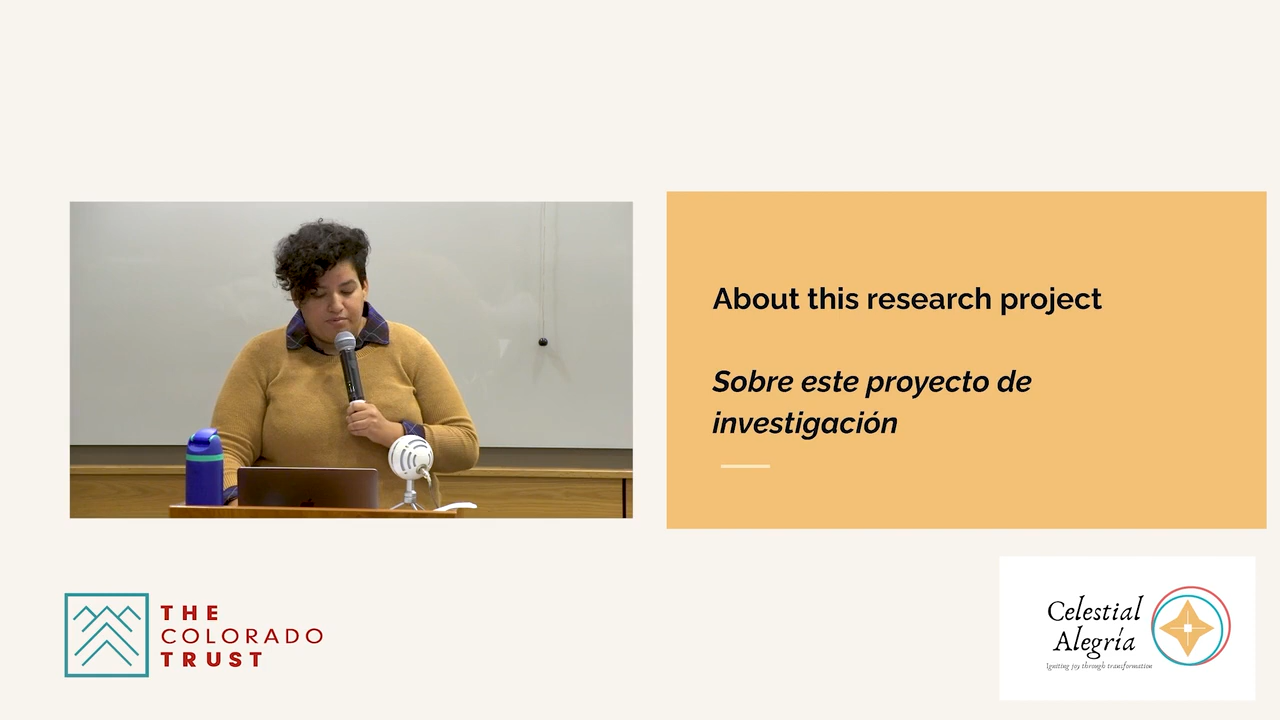 About this research project
Sobre este proyecto de
investigación
THE
COLORADO
TRUST
Celestial
Alegría
Igniting joy through transformation